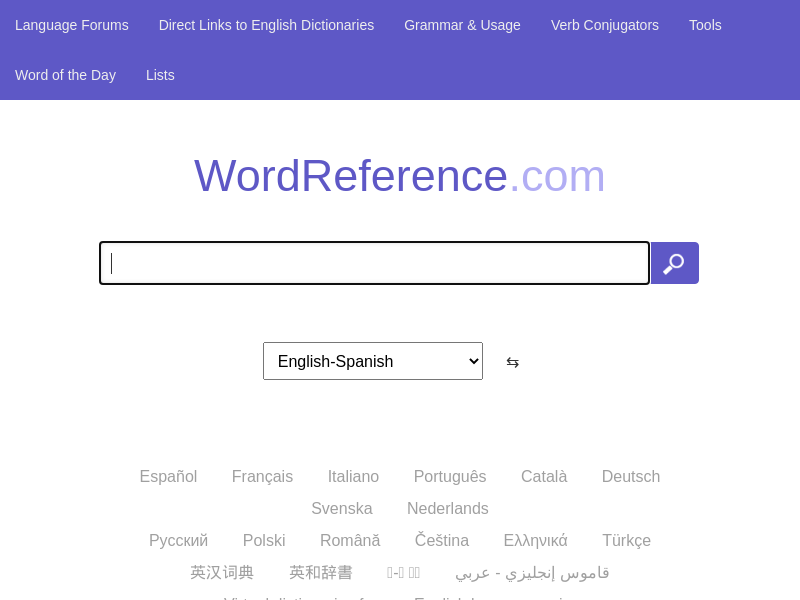 Language Forums Direct Links to English Dictionaries Grammar & Usage Verb Conjugators Tools
Word of the Day Lists
WordReference.com
English-Spanish ⇆
Español Français Italiano Português Català Deutsch
Svenska Nederlands
Русский Polski Română Čeština Ελληνικά Türkçe
英汉词典 英和辞書 قاموس إنجليزي - عربي